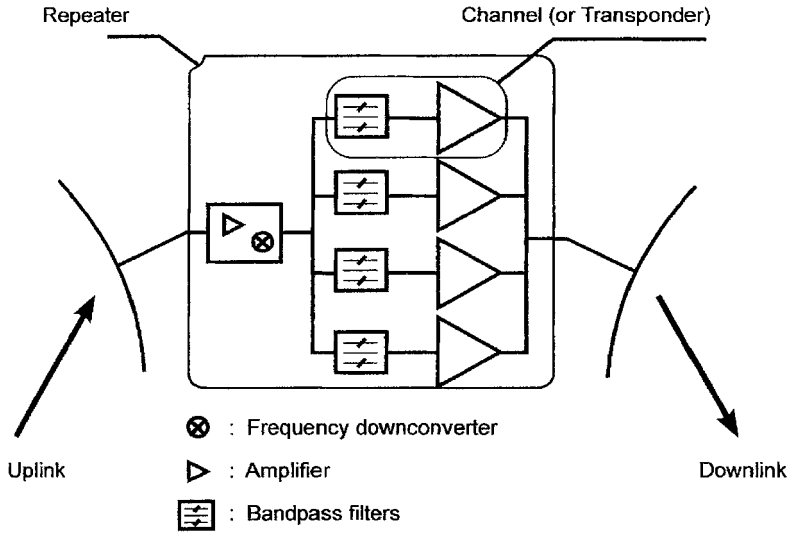 Repeater
Channel (or Transponder)
Uplink
: Frequency downconverter
: Amplifier
: Bandpass filters
Downlink